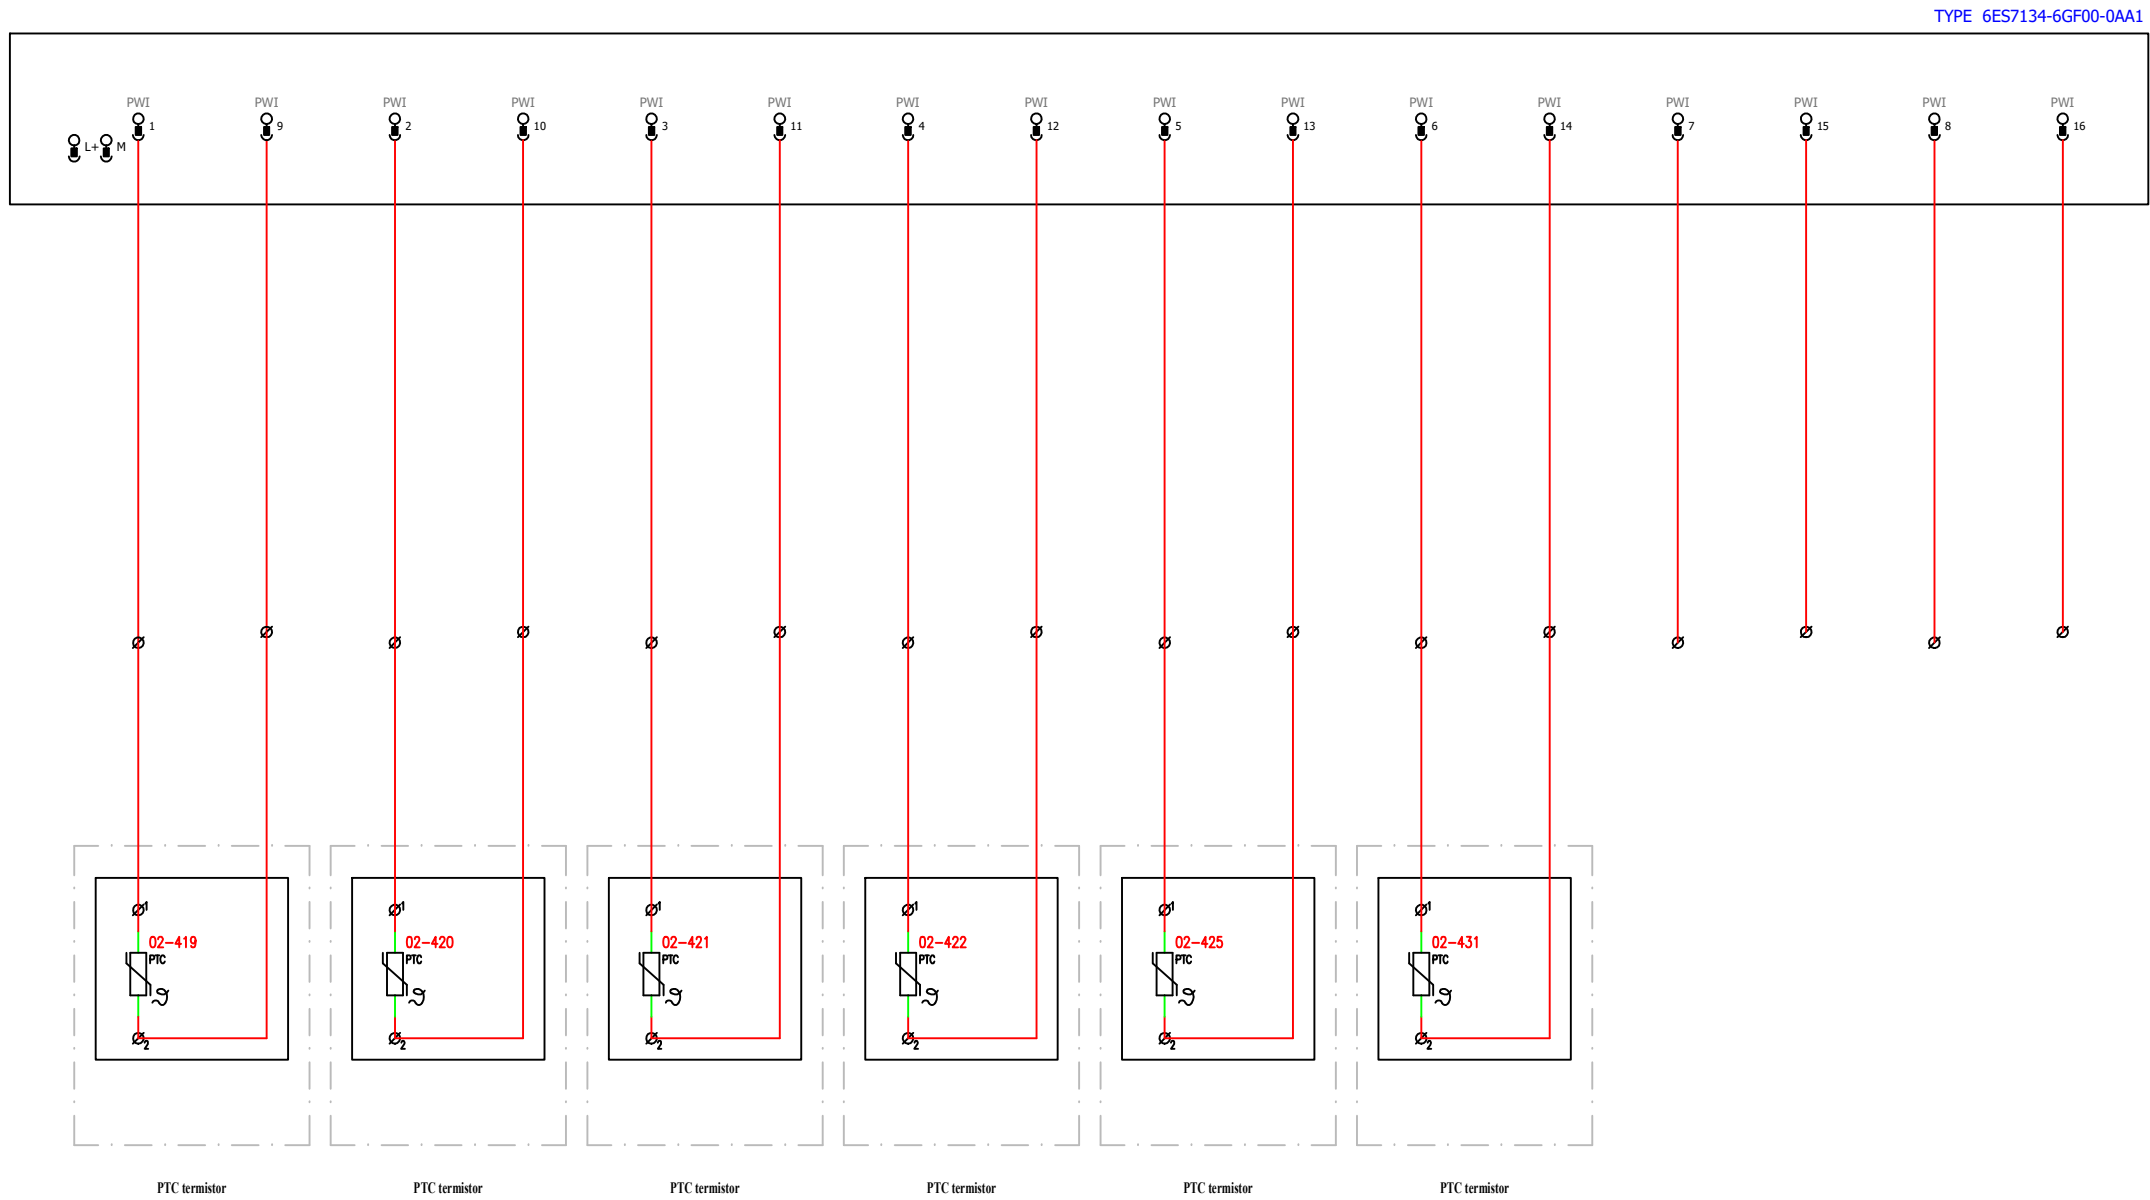 TYPE 6ES7134-6GF00-0AA1
PWI PWI PWI PWI PWI PWI PWI PWI PWI PWI PWI PWI PWI PWI PWI PWI
1 9 2 10 3 11 4 12 5 13 6 14 7 15 8 16
L+ M
1 1 1 1 1 1
02-419 02-420 02-421 02-422 02-425 02-431
PTC PTC PTC PTC PTC PTC
ϑ ϑ ϑ ϑ ϑ ϑ
2 2 2 2 2 2
PTC termistor PTC termistor PTC termistor PTC termistor PTC termistor PTC termistor